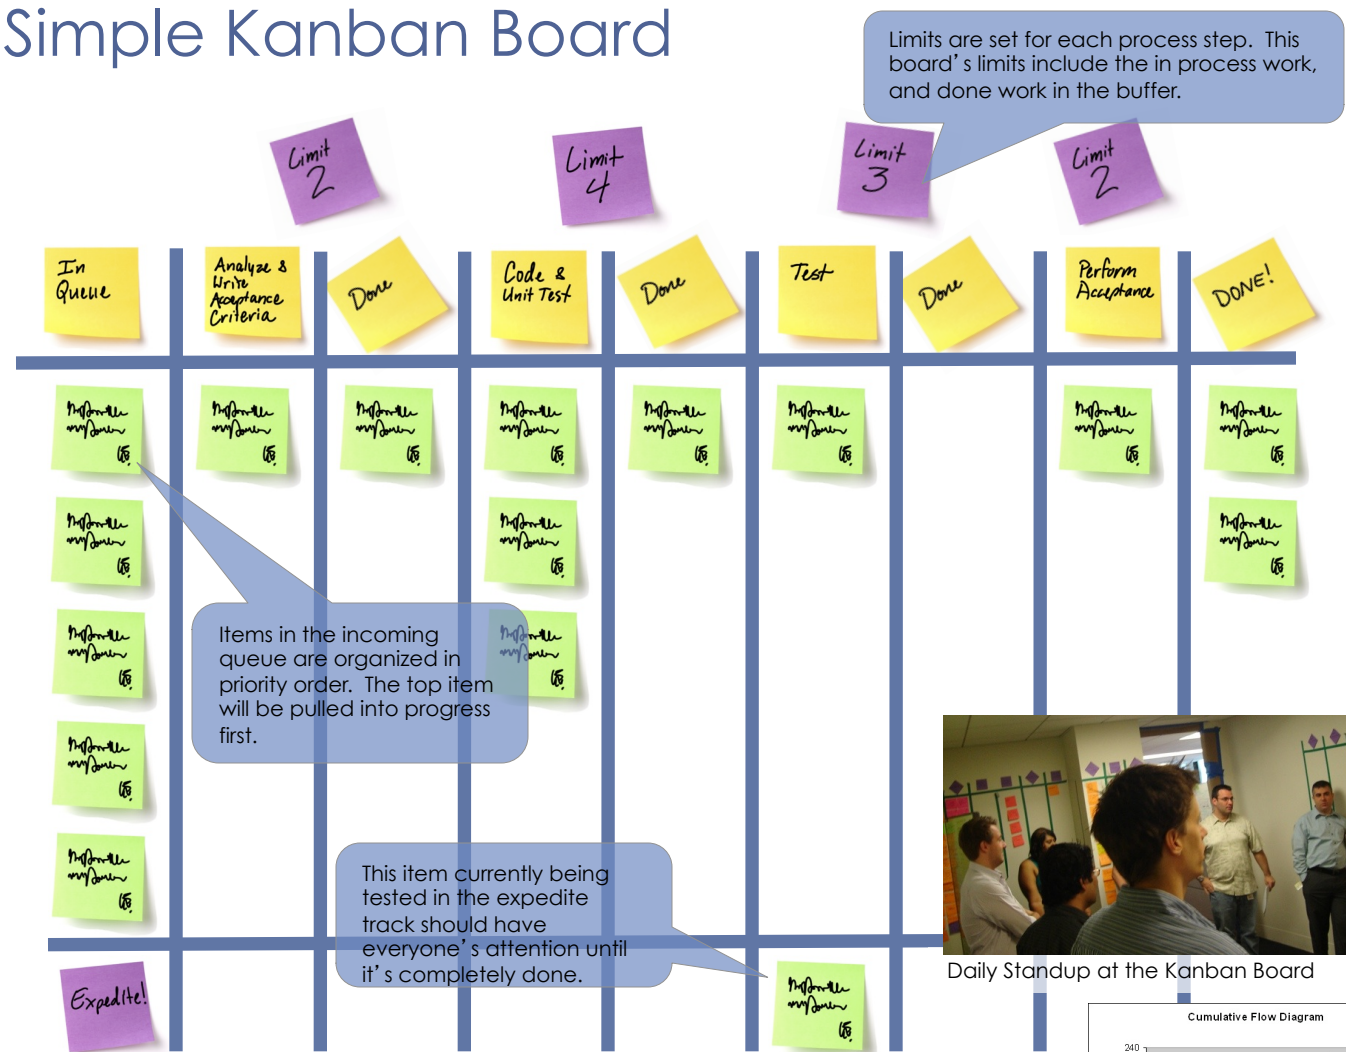 Simple Kanban Board
Limits are set for each process step. This
board's limits include the in process work,
and done work in the buffer.
Limit
2
Limit
4
Limit
3
Limit
2
In
Queue
Analyze &
Write
Acceptance
Criteria
Done
Code &
Unit Test
Done
Test
Done
Perform
Acceptance
DONE!
Items in the incoming
queue are organized in
priority order. The top item
will be pulled into progress
first.
This item currently being
tested in the expedite
track should have
everyone's attention until
it's completely done.
Expedite!
Daily Standup at the Kanban Board
Cumulative Flow Diagram
240